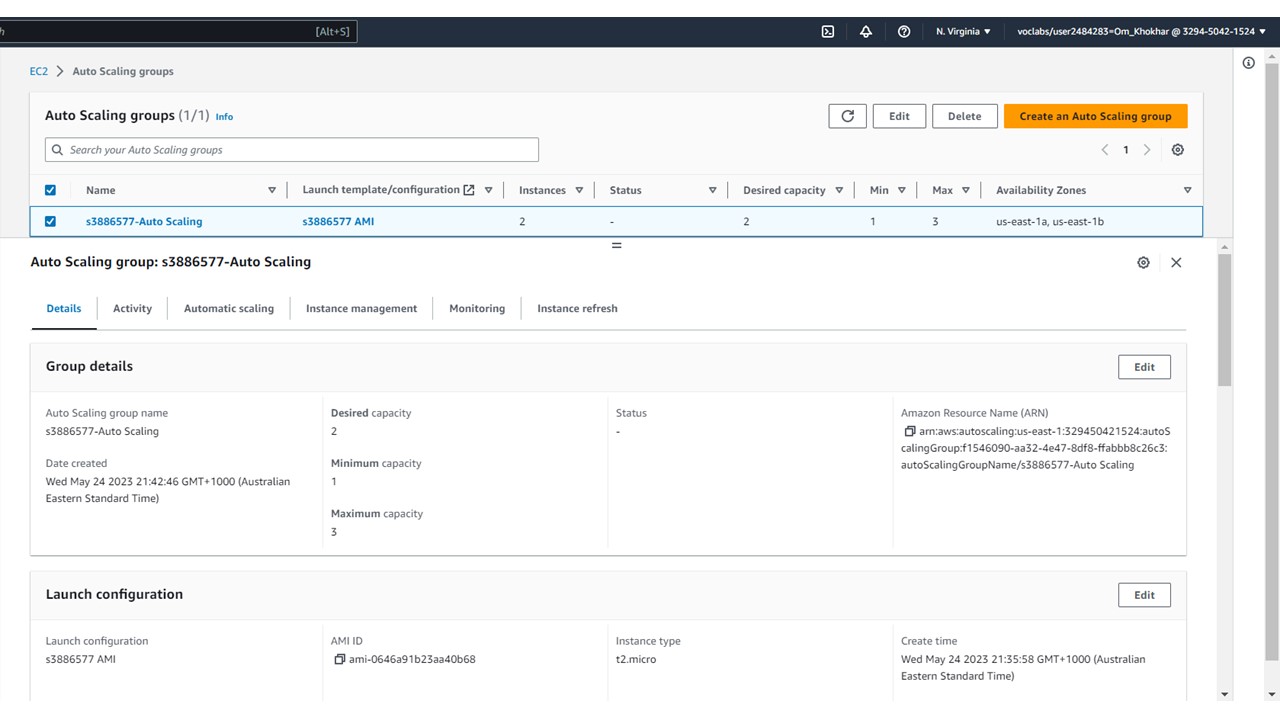 h [Alt+S] N. Virginia voclabs/user2484283=Om_Khokhar @ 3294-5042-1524
EC2 Auto Scaling groups
Auto Scaling groups (1/1) Info Edit Delete Create an Auto Scaling group
Search your Auto Scaling groups 1
Name Launch template/configuration Instances Status Desired capacity Min Max Availability Zones
s3886577-Auto Scaling s3886577 AMI 2 - 2 1 3 us-east-1a, us-east-1b
Auto Scaling group: s3886577-Auto Scaling
Details Activity Automatic scaling Instance management Monitoring Instance refresh
Group details Edit
Auto Scaling group name
s3886577-Auto Scaling
Date created
Wed May 24 2023 21:42:46 GMT+1000 (Australian
Eastern Standard Time)
Desired capacity
2
Minimum capacity
1
Maximum capacity
3
Status
-
Amazon Resource Name (ARN)
arn:aws:autoscaling:us-east-1:329450421524:autoS
calingGroup:f1546090-aa32-4e47-8df8-ffabbb8c26c3:
autoScalingGroupName/s3886577-Auto Scaling
Launch configuration Edit
Launch configuration
s3886577 AMI
AMI ID
ami-0646a91b23aa40b68
Instance type
t2.micro
Create time
Wed May 24 2023 21:35:58 GMT+1000 (Australian
Eastern Standard Time)